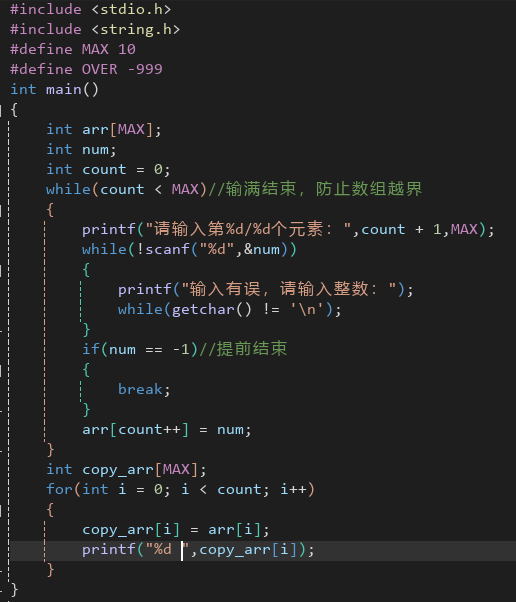 #include <stdio.h>
#include <string.h>
#define MAX 10
#define OVER -999
int main()
{
    int arr[MAX];
    int num;
    int count = 0;
    while(count < MAX)//输满结束，防止数组越界
    {
        printf("请输入第%d/%d个元素：",count + 1,MAX);
        while(!scanf("%d",&num))
        {
            printf("输入有误，请输入整数：");
            while(getchar() != '\n');
        }
        if(num == -1)//提前结束
        {
            break;
        }
        arr[count++] = num;
    }
    int copy_arr[MAX];
    for(int i = 0; i < count; i++)
    {
        copy_arr[i] = arr[i];
        printf("%d ",copy_arr[i]);
    }
}